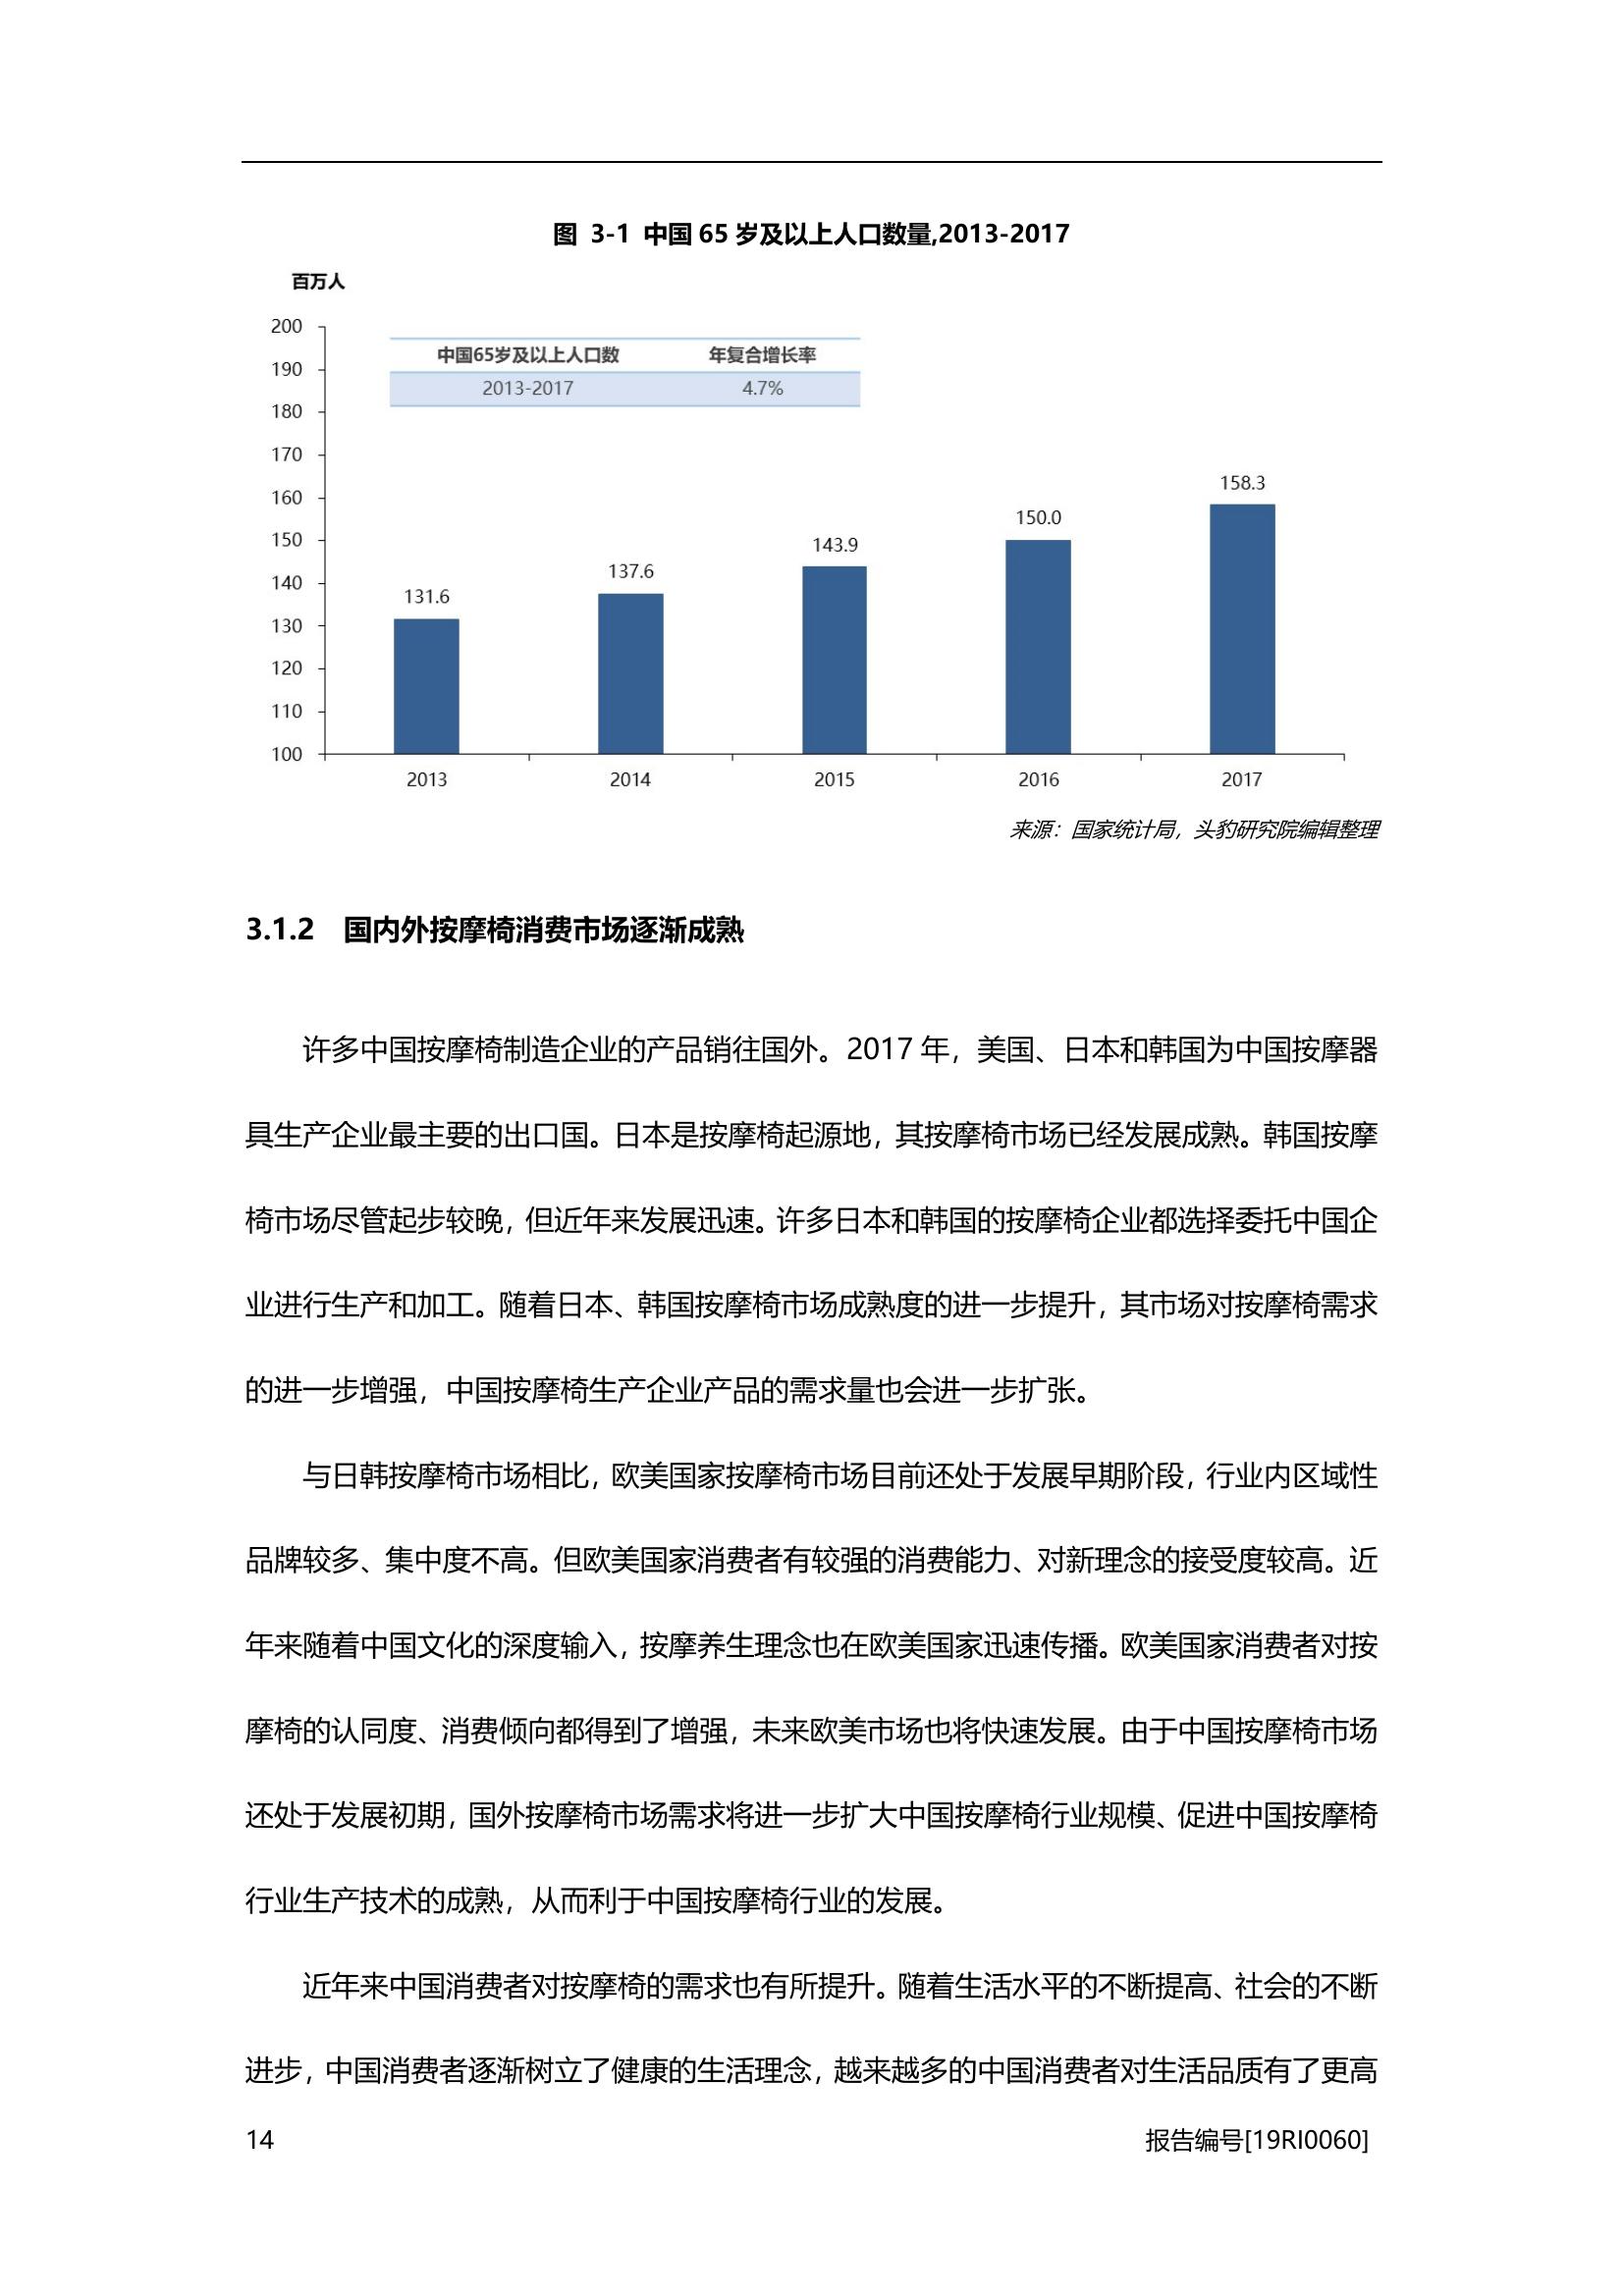 图 3-1 中国 65 岁及以上人口数量,2013-2017
百万人
200
190
180
170
160
150
140
130
120
110
100
中国65岁及以上人口数 年复合增长率
2013-2017 4.7%
131.6
137.6
143.9
150.0
158.3
2013 2014 2015 2016 2017
来源：国家统计局，头豹研究院编辑整理
3.1.2 国内外按摩椅消费市场逐渐成熟
许多中国按摩椅制造企业的产品销往国外。2017 年，美国、日本和韩国为中国按摩器
具生产企业最主要的出口国。日本是按摩椅起源地，其按摩椅市场已经发展成熟。韩国按摩
椅市场尽管起步较晚，但近年来发展迅速。许多日本和韩国的按摩椅企业都选择委托中国企
业进行生产和加工。随着日本、韩国按摩椅市场成熟度的进一步提升，其市场对按摩椅需求
的进一步增强，中国按摩椅生产企业产品的需求量也会进一步扩张。
与日韩按摩椅市场相比，欧美国家按摩椅市场目前还处于发展早期阶段，行业内区域性
品牌较多、集中度不高。但欧美国家消费者有较强的消费能力、对新理念的接受度较高。近
年来随着中国文化的深度输入，按摩养生理念也在欧美国家迅速传播。欧美国家消费者对按
摩椅的认同度、消费倾向都得到了增强，未来欧美市场也将快速发展。由于中国按摩椅市场
还处于发展初期，国外按摩椅市场需求将进一步扩大中国按摩椅行业规模、促进中国按摩椅
行业生产技术的成熟，从而利于中国按摩椅行业的发展。
近年来中国消费者对按摩椅的需求也有所提升。随着生活水平的不断提高、社会的不断
进步，中国消费者逐渐树立了健康的生活理念，越来越多的中国消费者对生活品质有了更高
14 报告编号[19RI0060]